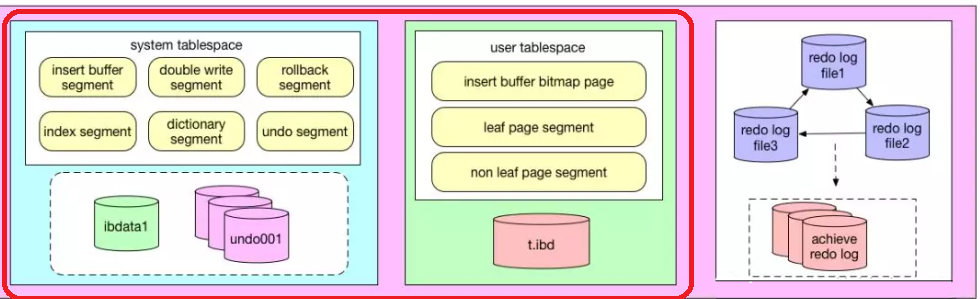 system tablespace
insert buffer
segment
double write
segment
rollback
segment
index segment
dictionary
segment
undo segment
ibdata1
undo001
user tablespace
insert buffer bitmap page
leaf page segment
non leaf page segment
t.ibd
redo log
file1
redo log
file3
redo log
file2
achieve
redo log